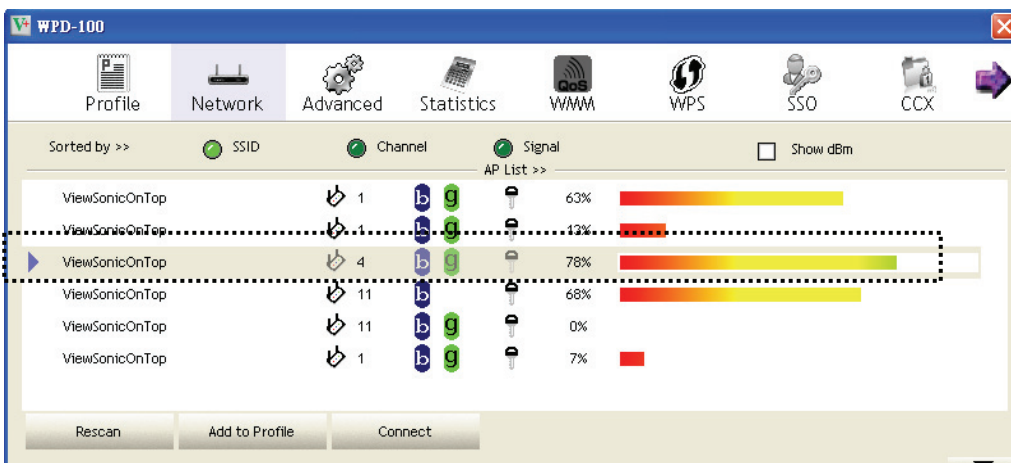 WPD-100
Profile Network Advanced Statistics QoS WMM WPS SSO CCX
Sorted by >> SSID Channel Signal Show dBm
AP List >>
ViewSonicOnTop 1 b g 63%
ViewSonicOnTop 1 b g 13%
ViewSonicOnTop 4 b g 78%
ViewSonicOnTop 11 b 68%
ViewSonicOnTop 11 b g 0%
ViewSonicOnTop 1 b g 7%
Rescan Add to Profile Connect